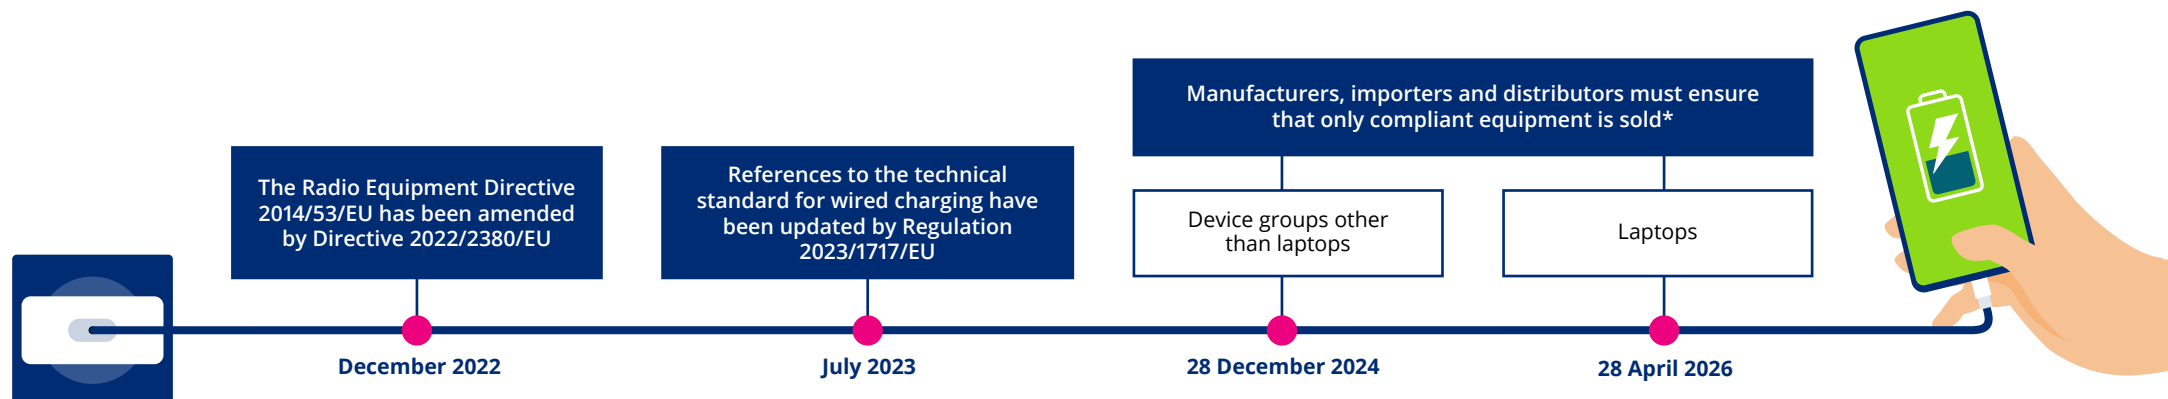 The Radio Equipment Directive
2014/53/EU has been amended
by Directive 2022/2380/EU
December 2022
References to the technical
standard for wired charging have
been updated by Regulation
2023/1717/EU
July 2023
Manufacturers, importers and distributors must ensure
that only compliant equipment is sold*
Device groups other
than laptops
28 December 2024
Laptops
28 April 2026